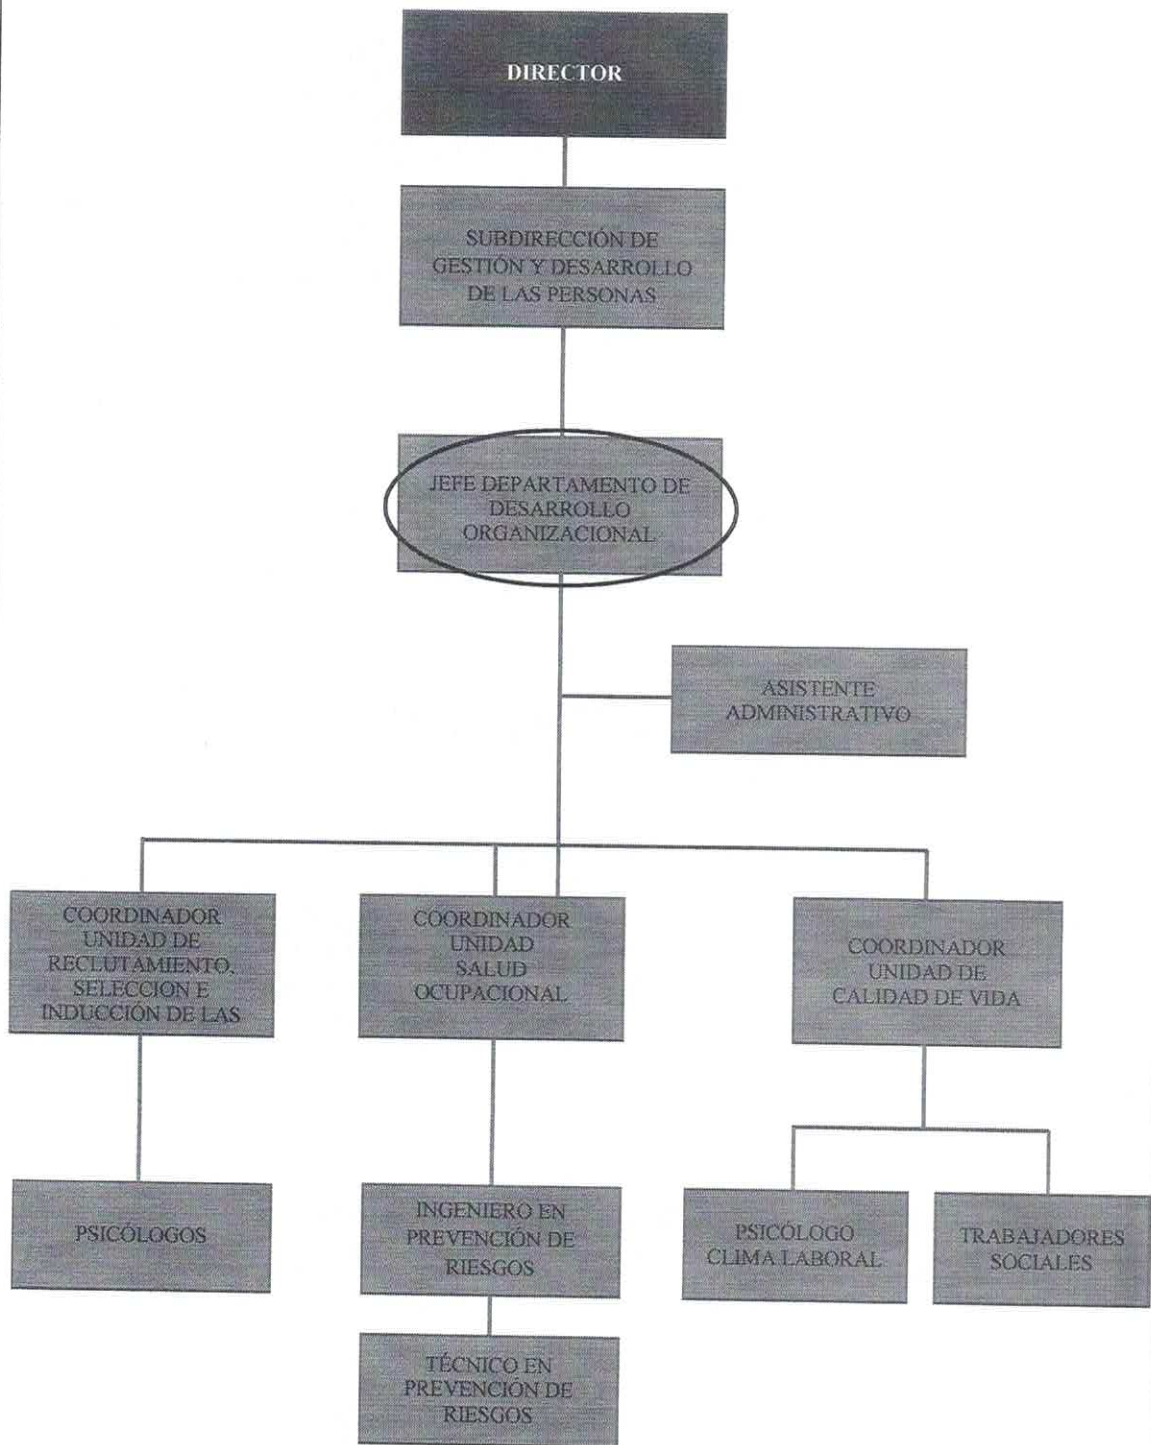 DIRECTOR
SUBDIRECCIÓN DE
GESTIÓN Y DESARROLLO
DE LAS PERSONAS
JEFE DEPARTAMENTO DE
DESARROLLO
ORGANIZACIONAL
ASISTENTE
ADMINISTRATIVO
COORDINADOR
UNIDAD DE
RECLUTAMIENTO,
SELECCION E
INDUCCIÓN DE LAS
COORDINADOR
UNIDAD
SALUD
OCUPACIONAL
COORDINADOR
UNIDAD DE
CALIDAD DE VIDA
PSICÓLOGOS
INGENIERO EN
PREVENCIÓN DE
RIESGOS
PSICÓLOGO
CLIMA LABORAL
TRABAJADORES
SOCIALES
TÉCNICO EN
PREVENCIÓN DE
RIESGOS